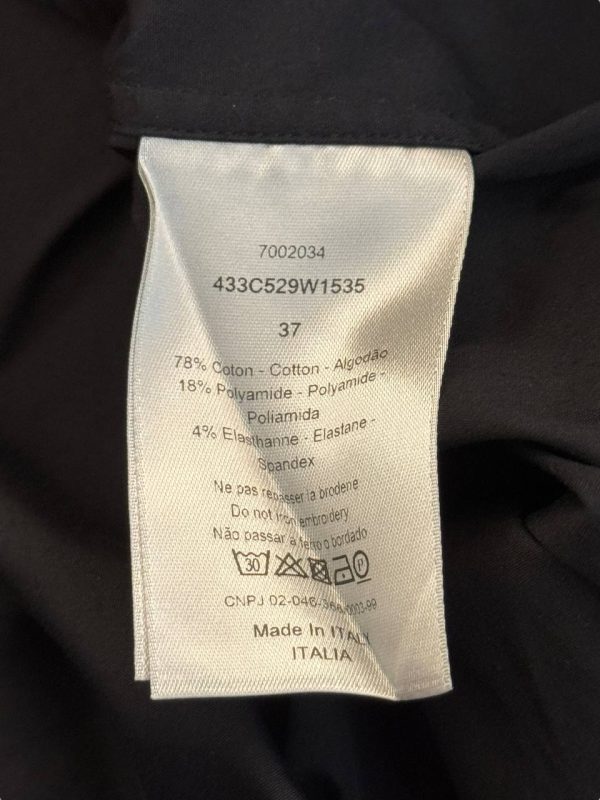 7002034
433C529W1535
37
78% Coton - Cotton - Algodão
18% Polyamide - Polyamide -
Poliamida
4% Elasthanne - Elastane -
Spandex
Ne pas repasser la broderie
Do not iron embroidery
Não passar a ferro o bordado
30 P
CNPJ 02-046-366-0003-99
Made In ITALY
ITALIA